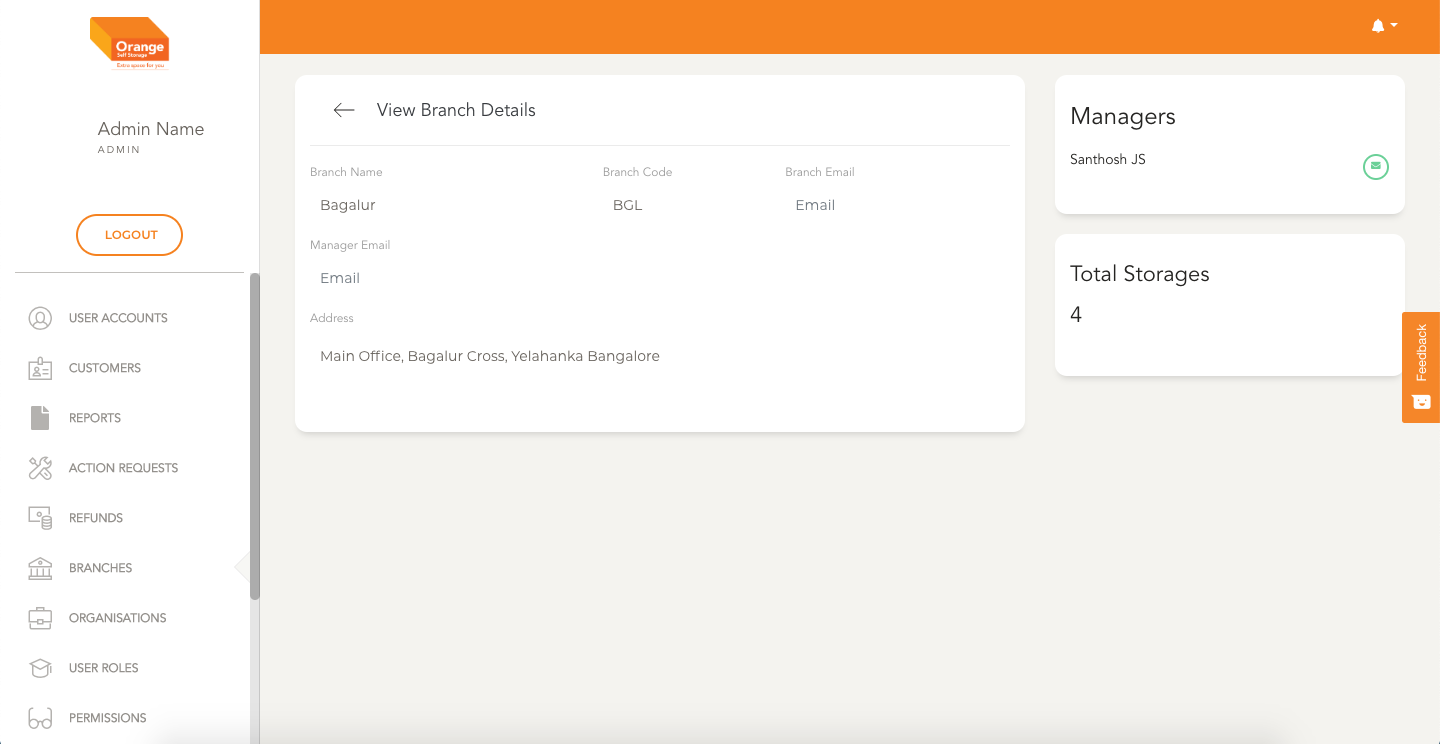 Orange
Self Storage
Extra space for you
Admin Name
ADMIN
LOGOUT
USER ACCOUNTS
CUSTOMERS
REPORTS
ACTION REQUESTS
REFUNDS
BRANCHES
ORGANISATIONS
USER ROLES
PERMISSIONS
View Branch Details
Branch Name Branch Code Branch Email
Bagalur BGL Email
Manager Email
Email
Address
Main Office, Bagalur Cross, Yelahanka Bangalore
Managers
Santhosh JS
Total Storages
4
Feedback